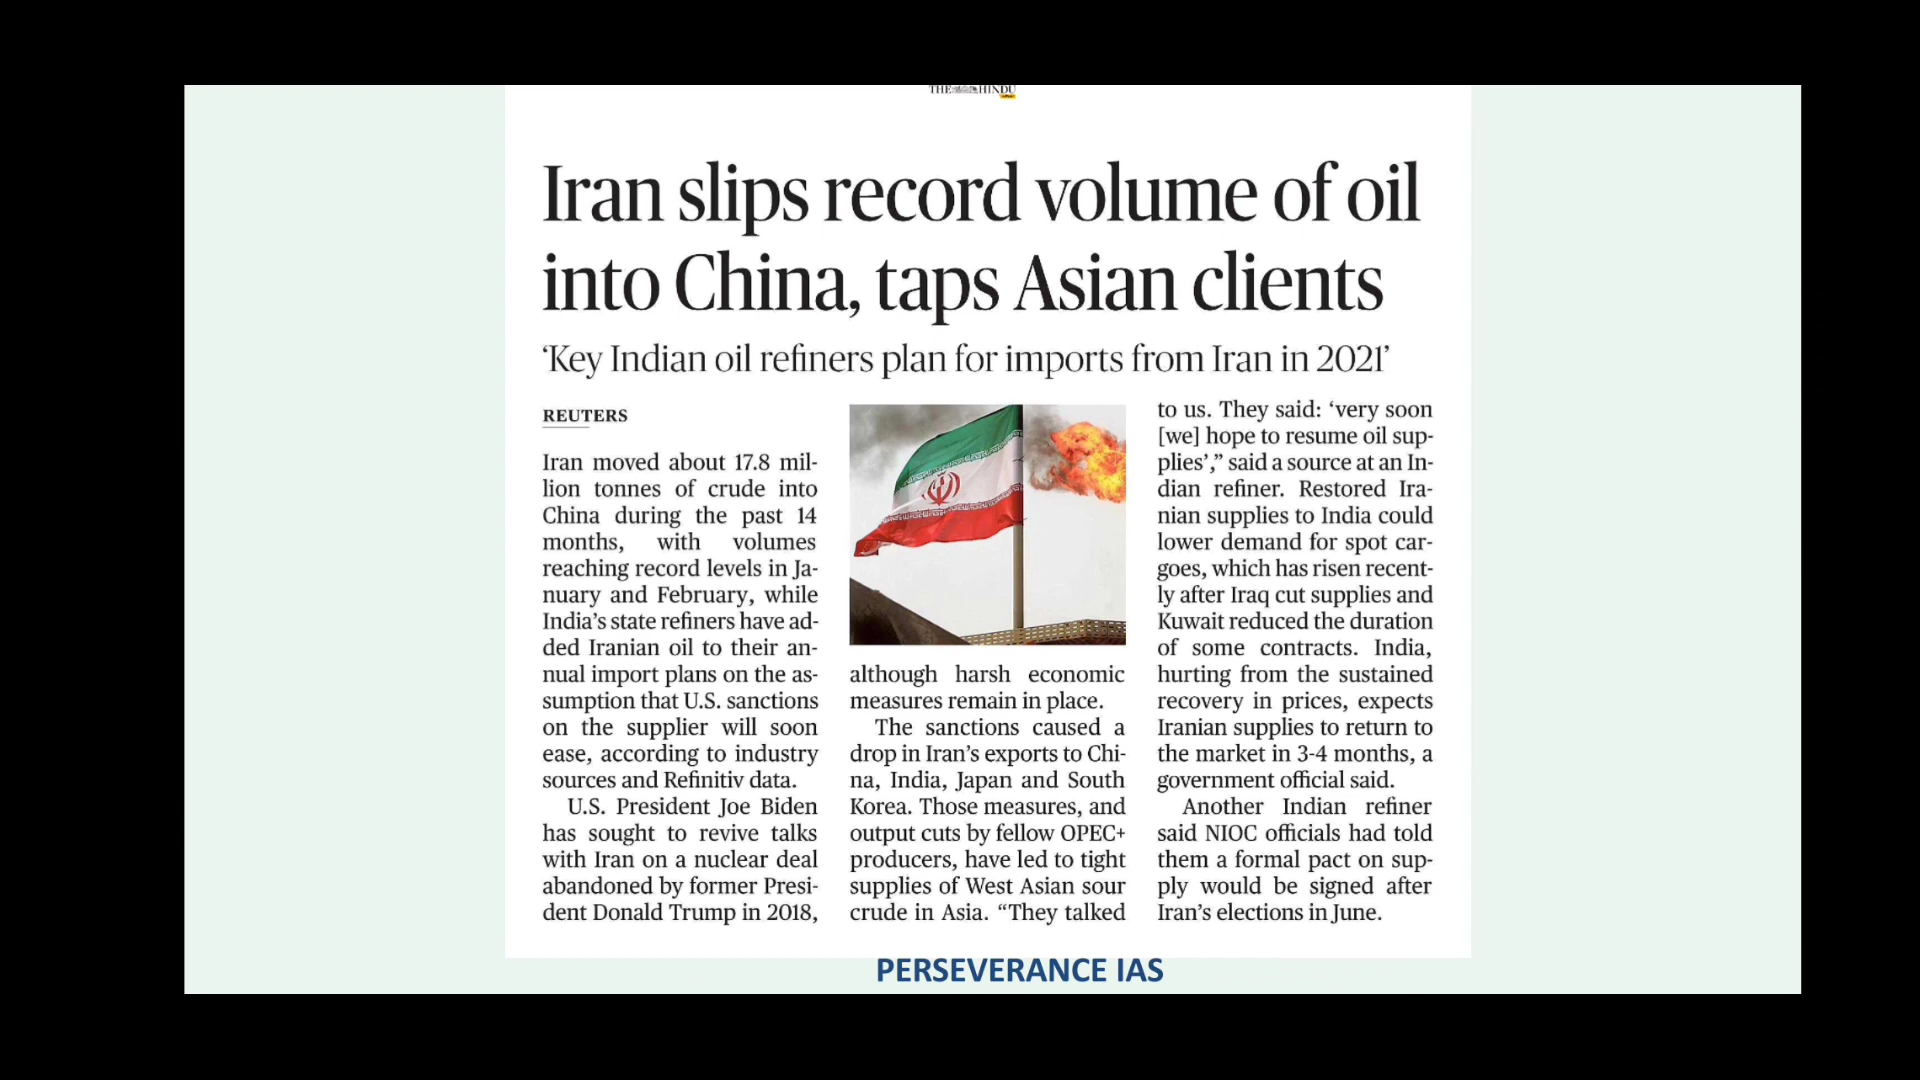 THE HINDU
Iran slips record volume of oil
into China, taps Asian clients
‘Key Indian oil refiners plan for imports from Iran in 2021’
REUTERS
Iran moved about 17.8 mil-
lion tonnes of crude into
China during the past 14
months, with volumes
reaching record levels in Ja-
nuary and February, while
India’s state refiners have ad-
ded Iranian oil to their an-
nual import plans on the as-
sumption that U.S. sanctions
on the supplier will soon
ease, according to industry
sources and Refinitiv data.
U.S. President Joe Biden
has sought to revive talks
with Iran on a nuclear deal
abandoned by former Presi-
dent Donald Trump in 2018,
although harsh economic
measures remain in place.
The sanctions caused a
drop in Iran’s exports to Chi-
na, India, Japan and South
Korea. Those measures, and
output cuts by fellow OPEC+
producers, have led to tight
supplies of West Asian sour
crude in Asia. “They talked
to us. They said: ‘very soon
[we] hope to resume oil sup-
plies’,” said a source at an In-
dian refiner. Restored Ira-
nian supplies to India could
lower demand for spot car-
goes, which has risen recent-
ly after Iraq cut supplies and
Kuwait reduced the duration
of some contracts. India,
hurting from the sustained
recovery in prices, expects
Iranian supplies to return to
the market in 3-4 months, a
government official said.
Another Indian refiner
said NIOC officials had told
them a formal pact on sup-
ply would be signed after
Iran’s elections in June.
PERSEVERANCE IAS